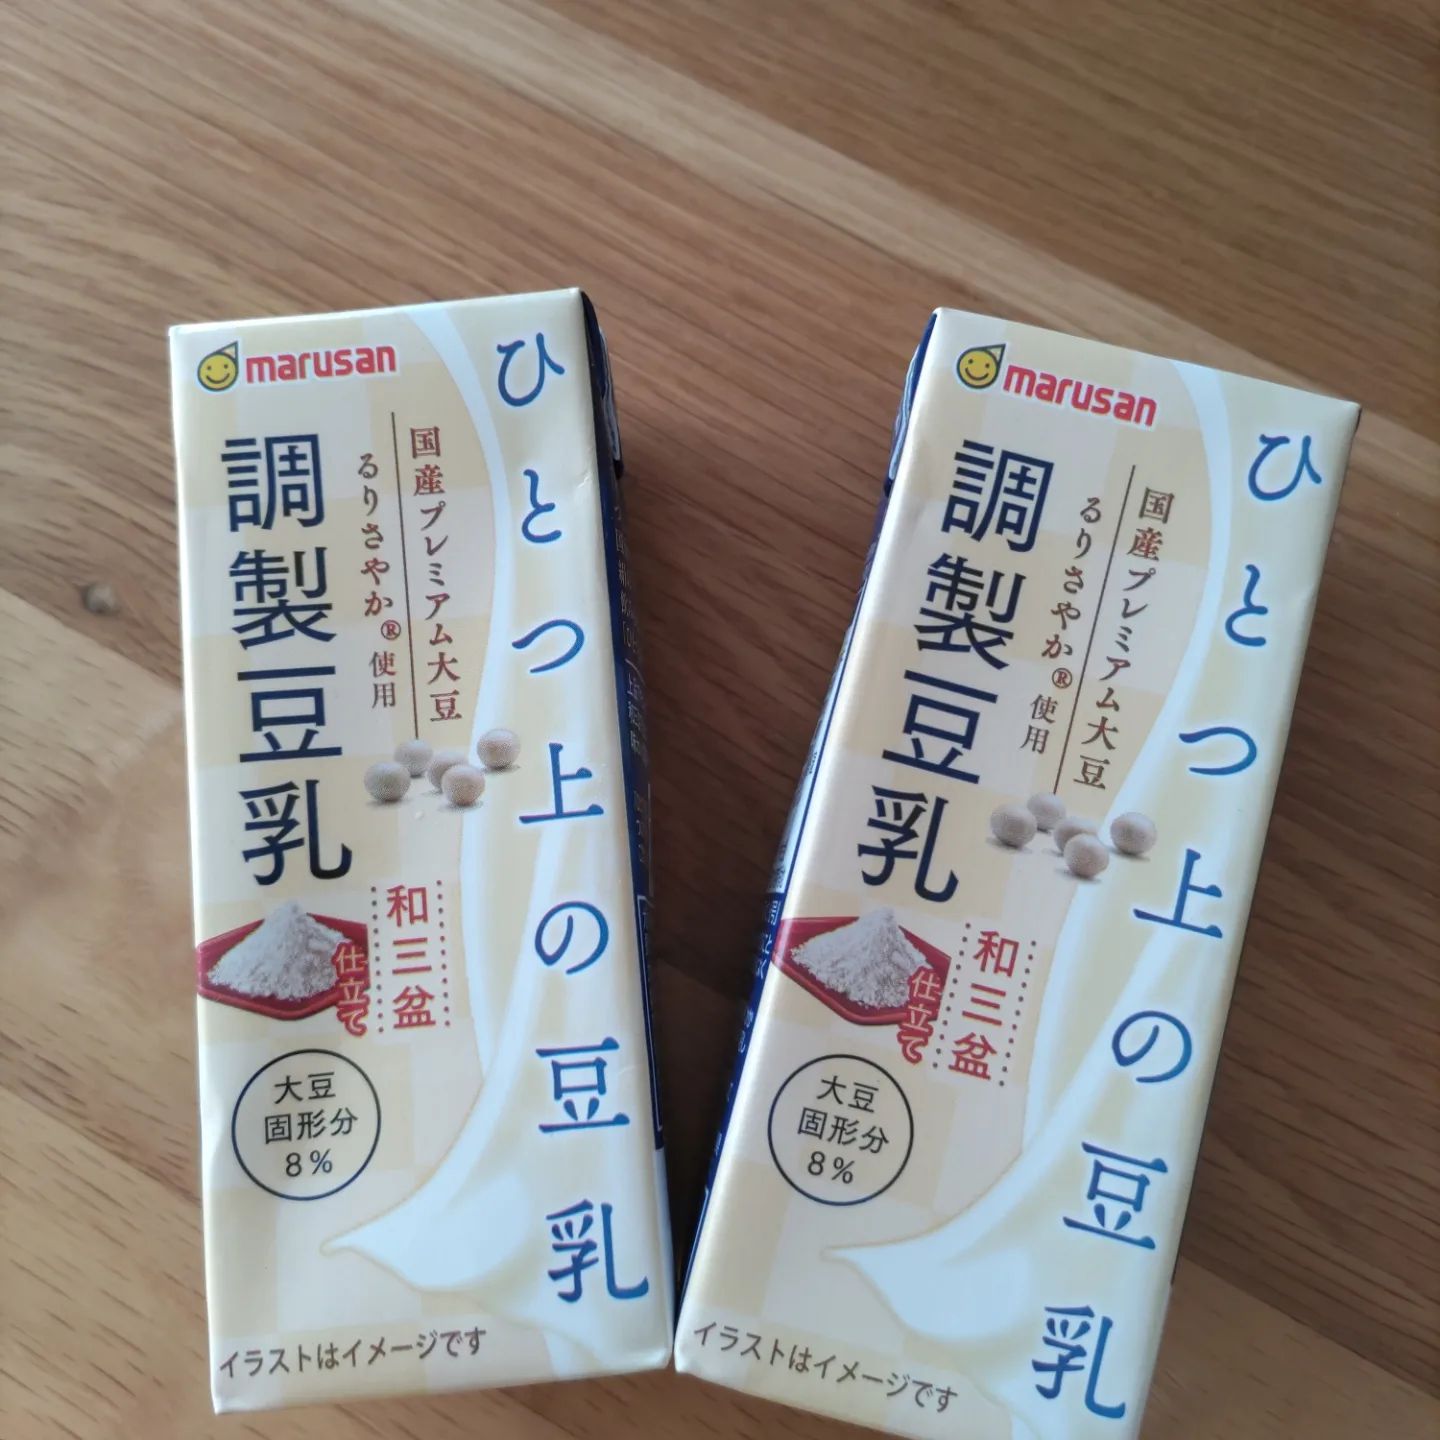 marusan
ひとつ上の豆乳
国産プレミアム大豆
るりさやか®使用
調製豆乳
和三盆
仕立て
大豆
固形分
8%
イラストはイメージです
marusan
ひとつ上の豆乳
国産プレミアム大豆
るりさやか®使用
調製豆乳
和三盆
仕立て
大豆
固形分
8%
イラストはイメージです